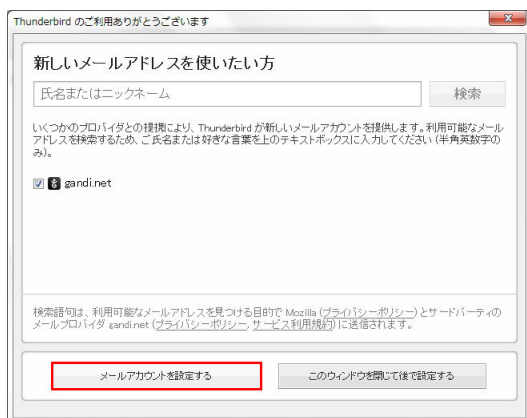 Thunderbird のご利用ありがとうございます
新しいメールアドレスを使いたい方
氏名またはニックネーム
検索
いくつかのプロバイダとの提携により、Thunderbird が新しいメールアカウントを提供します。利用可能なメール
アドレスを検索するため、ご氏名または好きな言葉を上のテキストボックスに入力してください (半角英数字の
み)。
gandi.net
検索語句は、利用可能なメールアドレスを見つける目的で Mozilla (プライバシーポリシー) とサードパーティの
メールプロバイダ gandi.net (プライバシーポリシー, サービス利用規約) に送信されます。
メールアカウントを設定する
このウィンドウを閉じて後で設定する